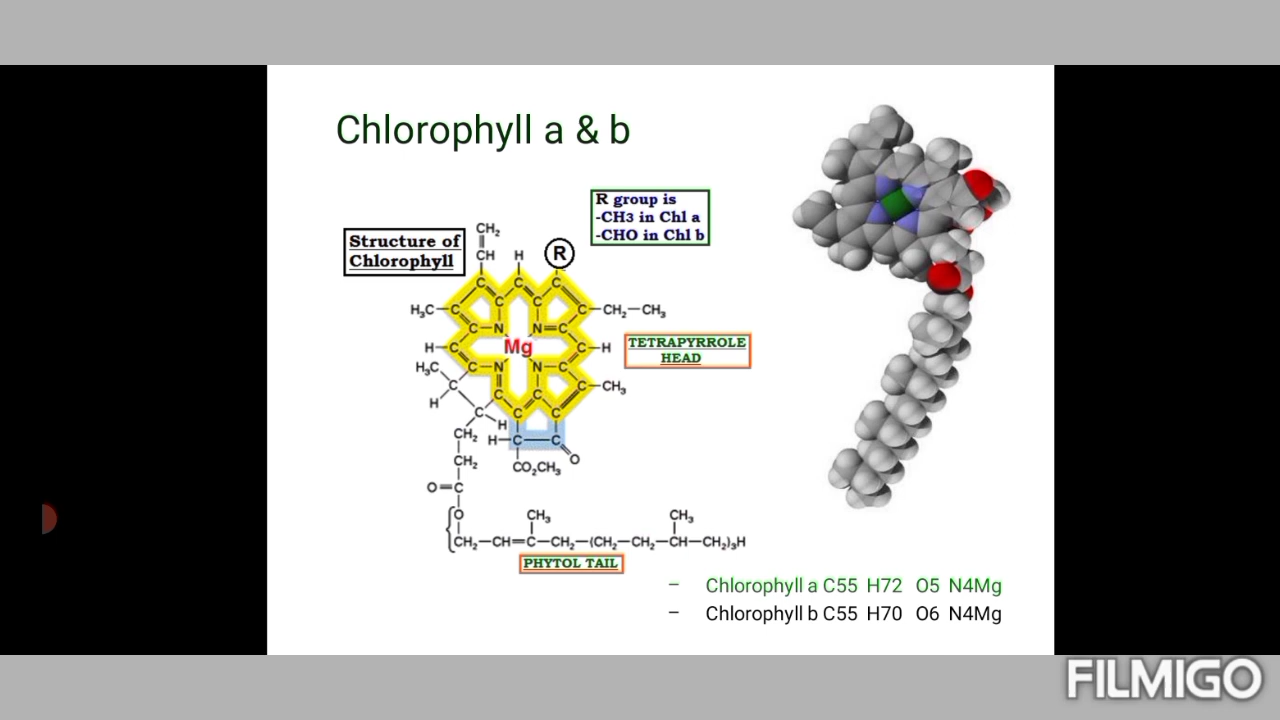 Chlorophyll a & b
R group is
-CH3 in Chl a
-CHO in Chl b
Structure of
Chlorophyll
CH₂
CH H R
H₃C C C C C C C CH₂—CH₃
C N N C
H C Mg C H
TETRAPYRROLE
HEAD
H₃C C N N C
C C C C CH₃
H C C C
C H
CH₂ H C C
CH₂ CO₂CH₃ O
O=C
O CH₃ CH₃
CH₂—CH=C—CH₂—(CH₂—CH₂—CH—CH₂)₃H
PHYTOL TAIL
– Chlorophyll a C55 H72 O5 N4Mg
– Chlorophyll b C55 H70 O6 N4Mg
FILMIGO